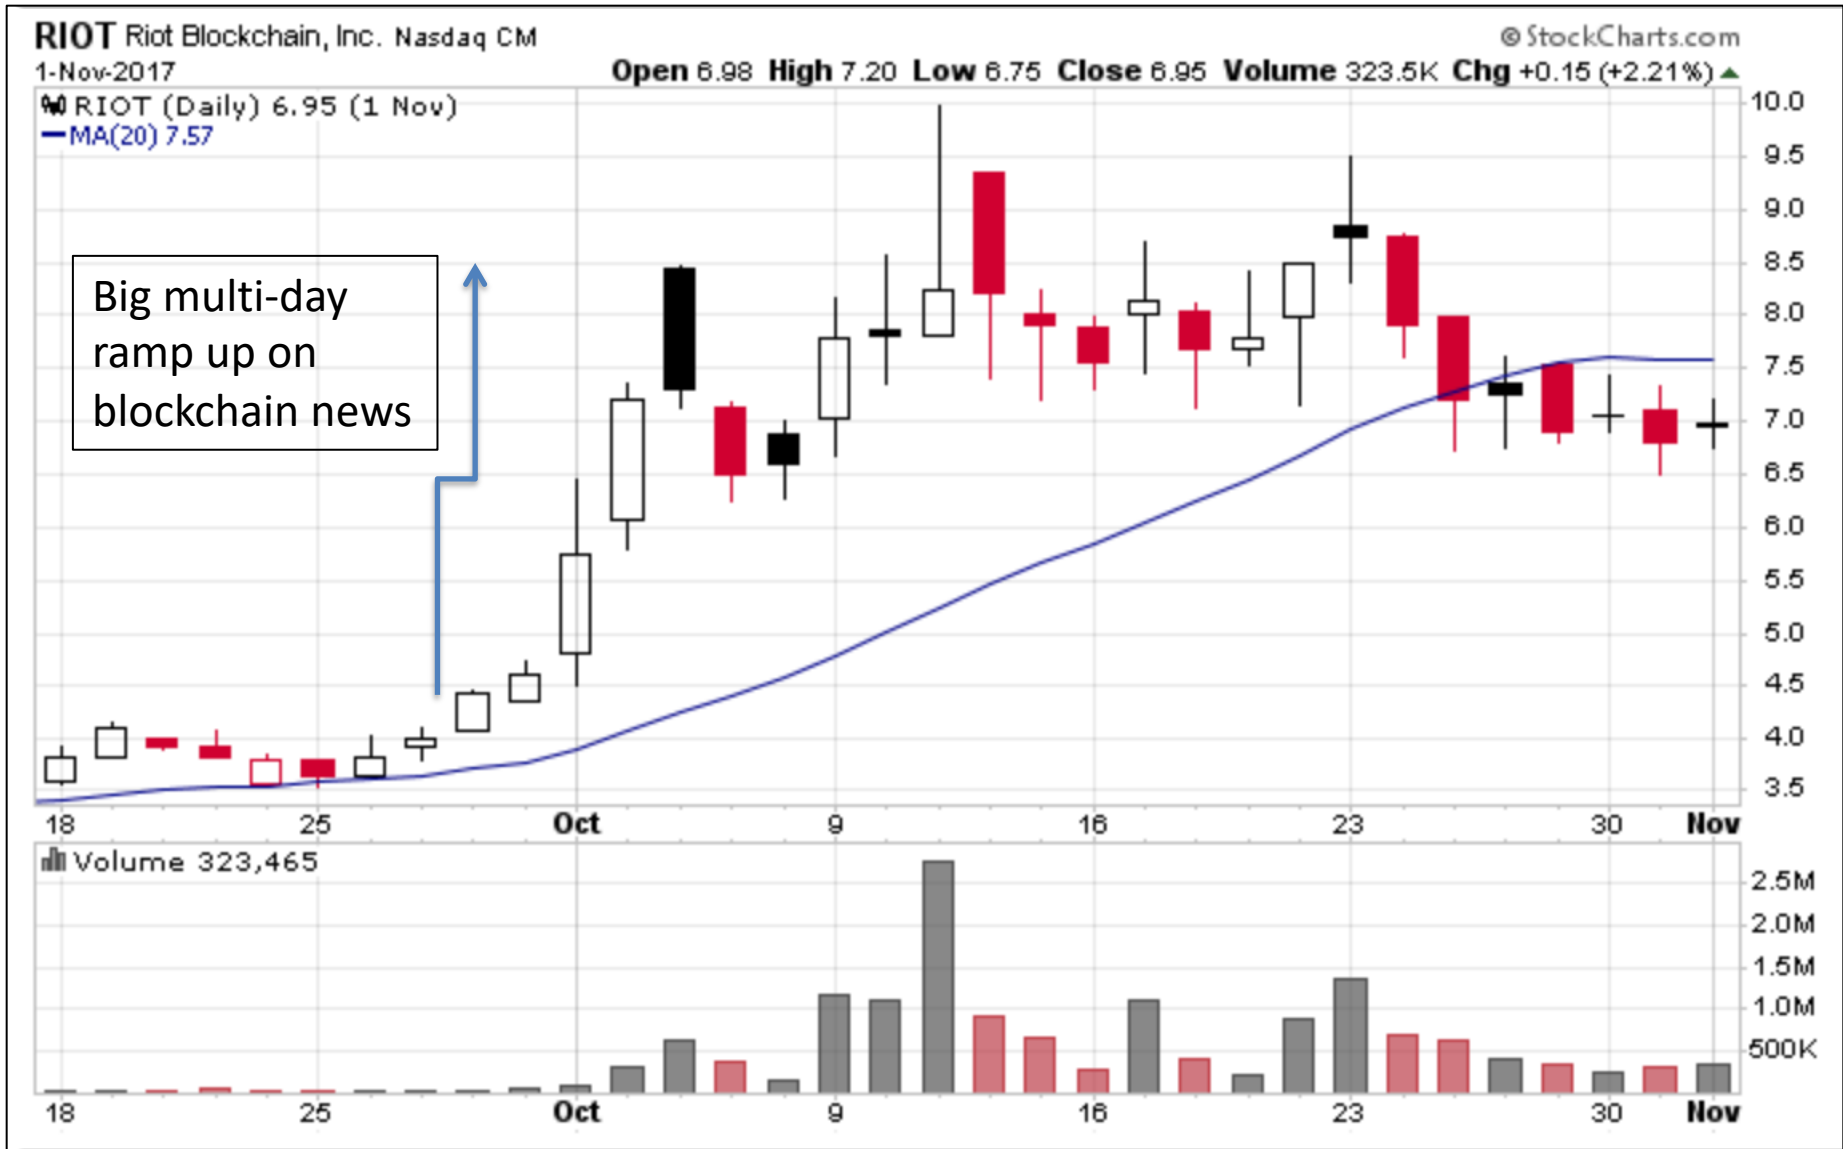 RIOT Riot Blockchain, Inc. Nasdaq CM
© StockCharts.com
1-Nov-2017
Open 6.98 High 7.20 Low 6.75 Close 6.95 Volume 323.5K Chg +0.15 (+2.21%)
RIOT (Daily) 6.95 (1 Nov)
MA(20) 7.57
Big multi-day
ramp up on
blockchain news
10.0
9.5
9.0
8.5
8.0
7.5
7.0
6.5
6.0
5.5
5.0
4.5
4.0
3.5
18 25 Oct 9 16 23 30 Nov
Volume 323,465
2.5M
2.0M
1.5M
1.0M
500K
18 25 Oct 9 16 23 30 Nov